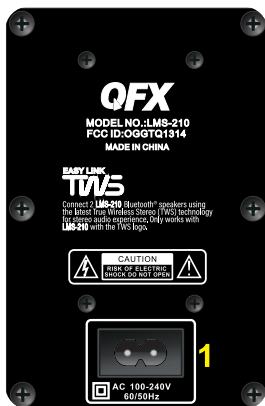 QFX
MODEL NO.:LMS-210
FCC ID:OGGTQ1314
MADE IN CHINA
EASY LINK
TWS
Connect 2 LMS-210 Bluetooth® speakers using
the latest True Wireless Stereo (TWS) technology
for stereo audio experience, Only works with
LMS-210 with the TWS logo.
CAUTION
RISK OF ELECTRIC
SHOCK DO NOT OPEN
1
AC 100-240V
60/50Hz